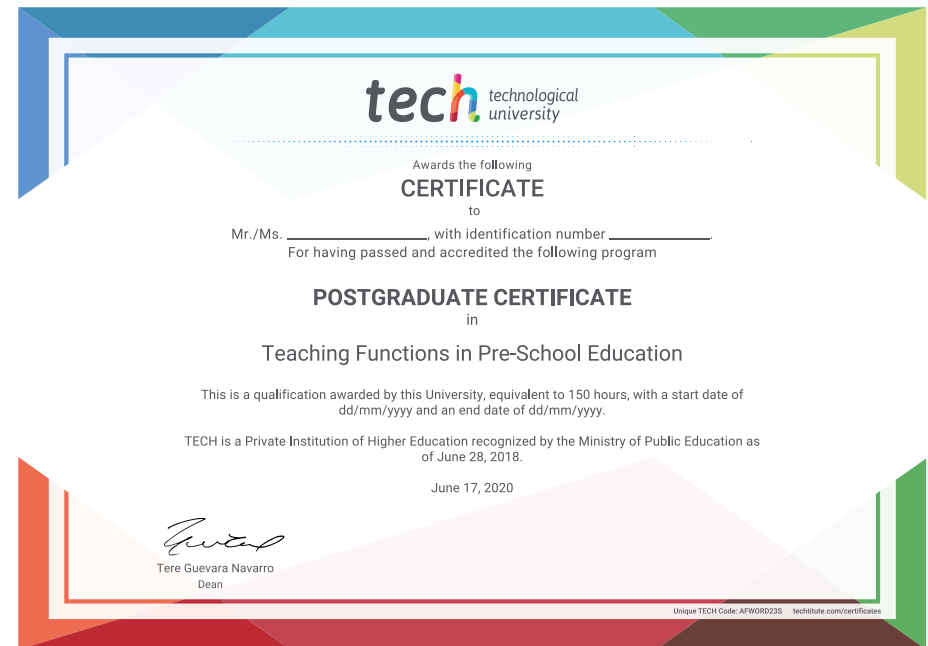 tech technological
university
Awards the following
CERTIFICATE
to
Mr./Ms. ____________________, with identification number ______________.
For having passed and accredited the following program
POSTGRADUATE CERTIFICATE
in
Teaching Functions in Pre-School Education
This is a qualification awarded by this University, equivalent to 150 hours, with a start date of
dd/mm/yyyy and an end date of dd/mm/yyyy.
TECH is a Private Institution of Higher Education recognized by the Ministry of Public Education as
of June 28, 2018.
June 17, 2020
Tere Guevara Navarro
Dean
Unique TECH Code: AFWORD23S techtitute.com/certificates